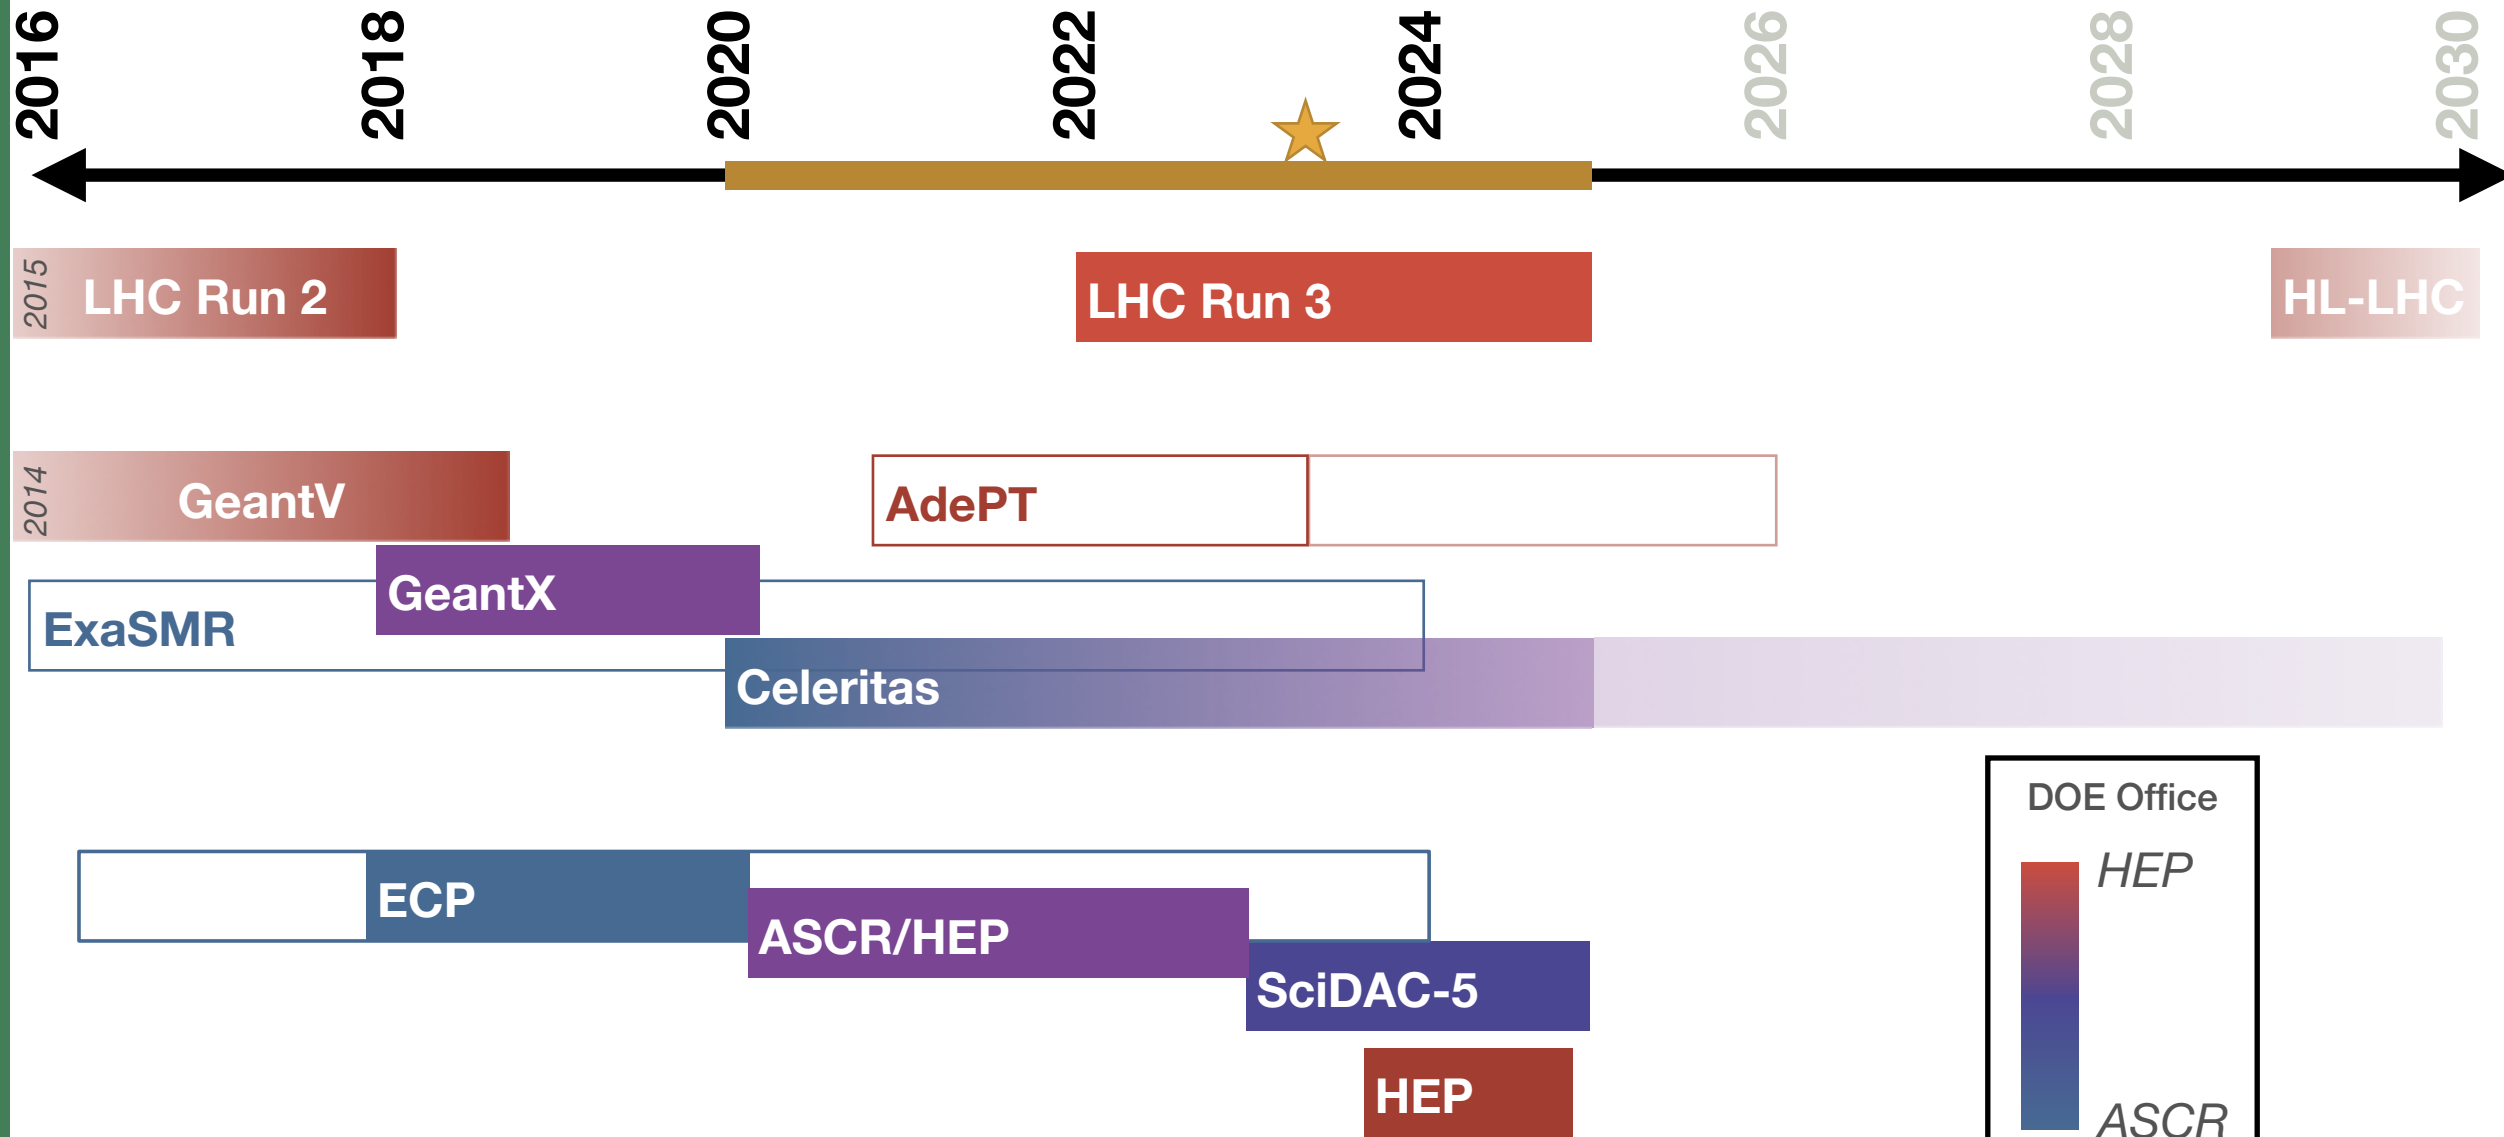 2016
2018
2020
2022
2024
2026
2028
2030
2015
LHC Run 2
LHC Run 3
HL-LHC
2014
GeantV
AdePT
GeantX
ExaSMR
Celeritas
DOE Office
HEP
ECP
ASCR/HEP
SciDAC-5
HEP
ASCR